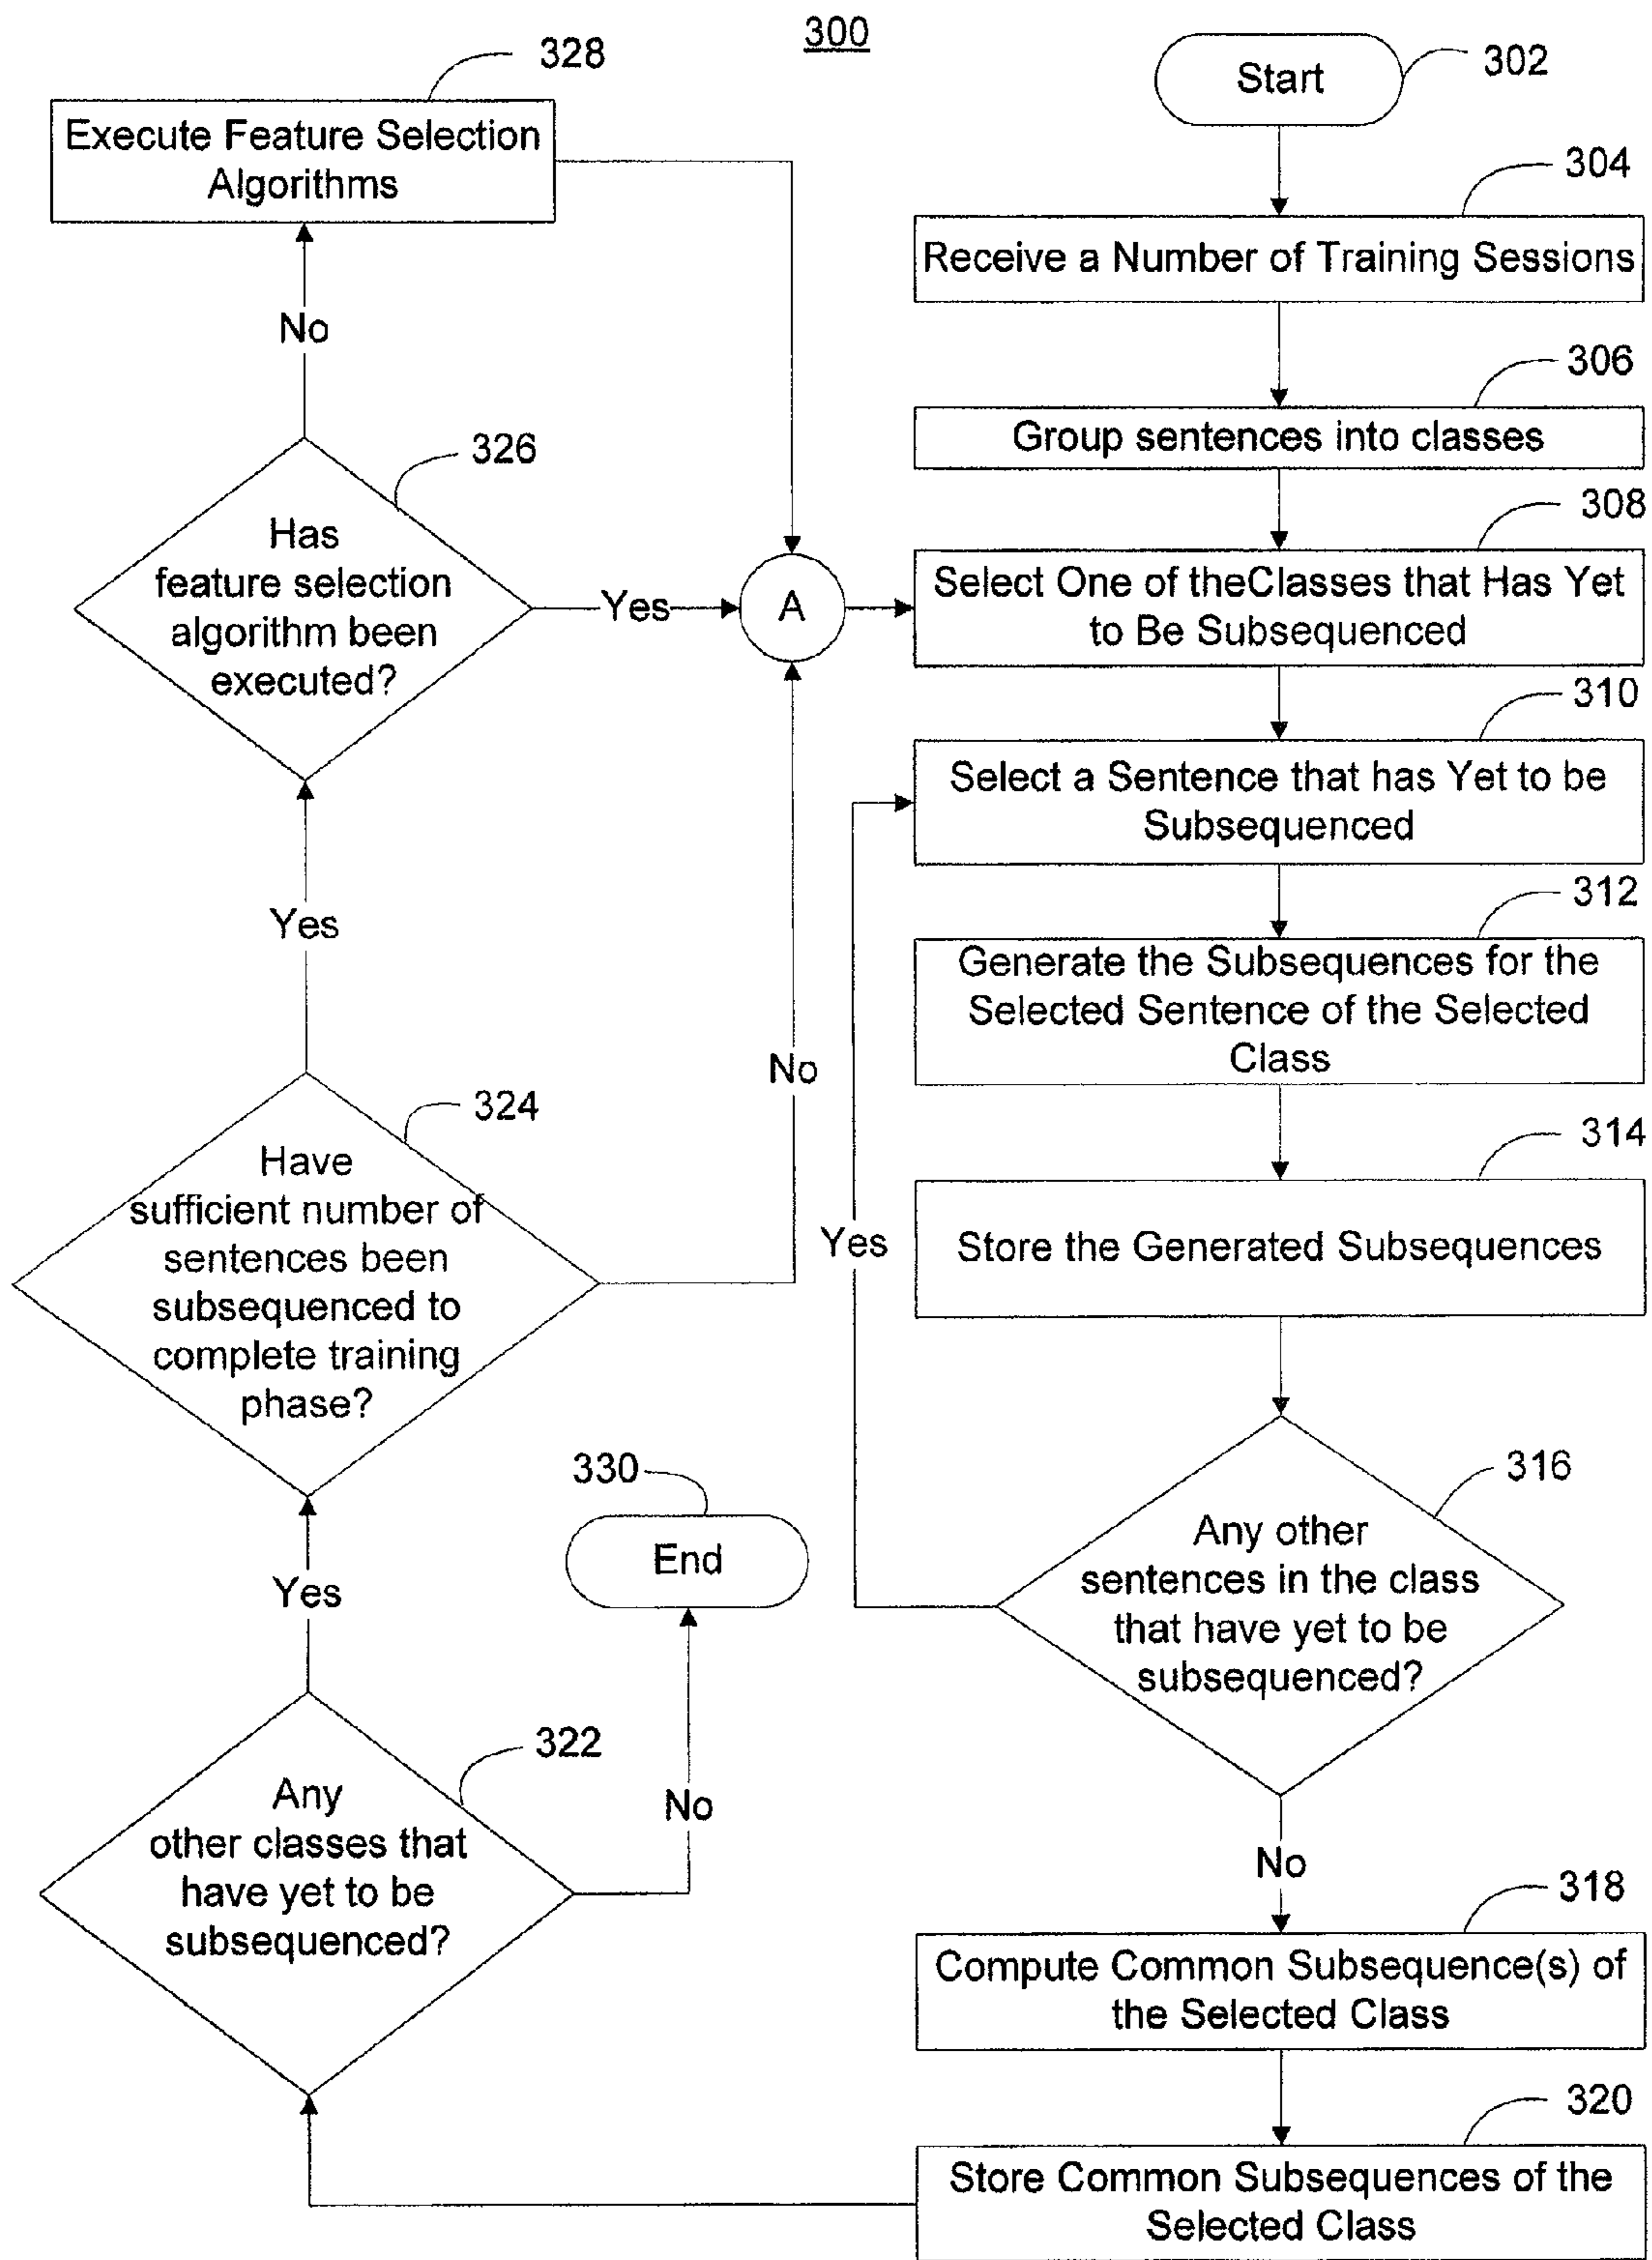 300
Start
302
304
Receive a Number of Training Sessions
306
Group sentences into classes
308
Select One of theClasses that Has Yet
to Be Subsequenced
310
Select a Sentence that has Yet to be
Subsequenced
312
Generate the Subsequences for the
Selected Sentence of the Selected
Class
314
Store the Generated Subsequences
316
Any other
sentences in the class
that have yet to be
subsequenced?
Yes
No
318
Compute Common Subsequence(s) of
the Selected Class
320
Store Common Subsequences of the
Selected Class
322
Any
other classes that
have yet to be
subsequenced?
No
330
End
Yes
324
Have
sufficient number of
sentences been
subsequenced to
complete training
phase?
No
Yes
326
Has
feature selection
algorithm been
executed?
Yes
A
No
328
Execute Feature Selection
Algorithms